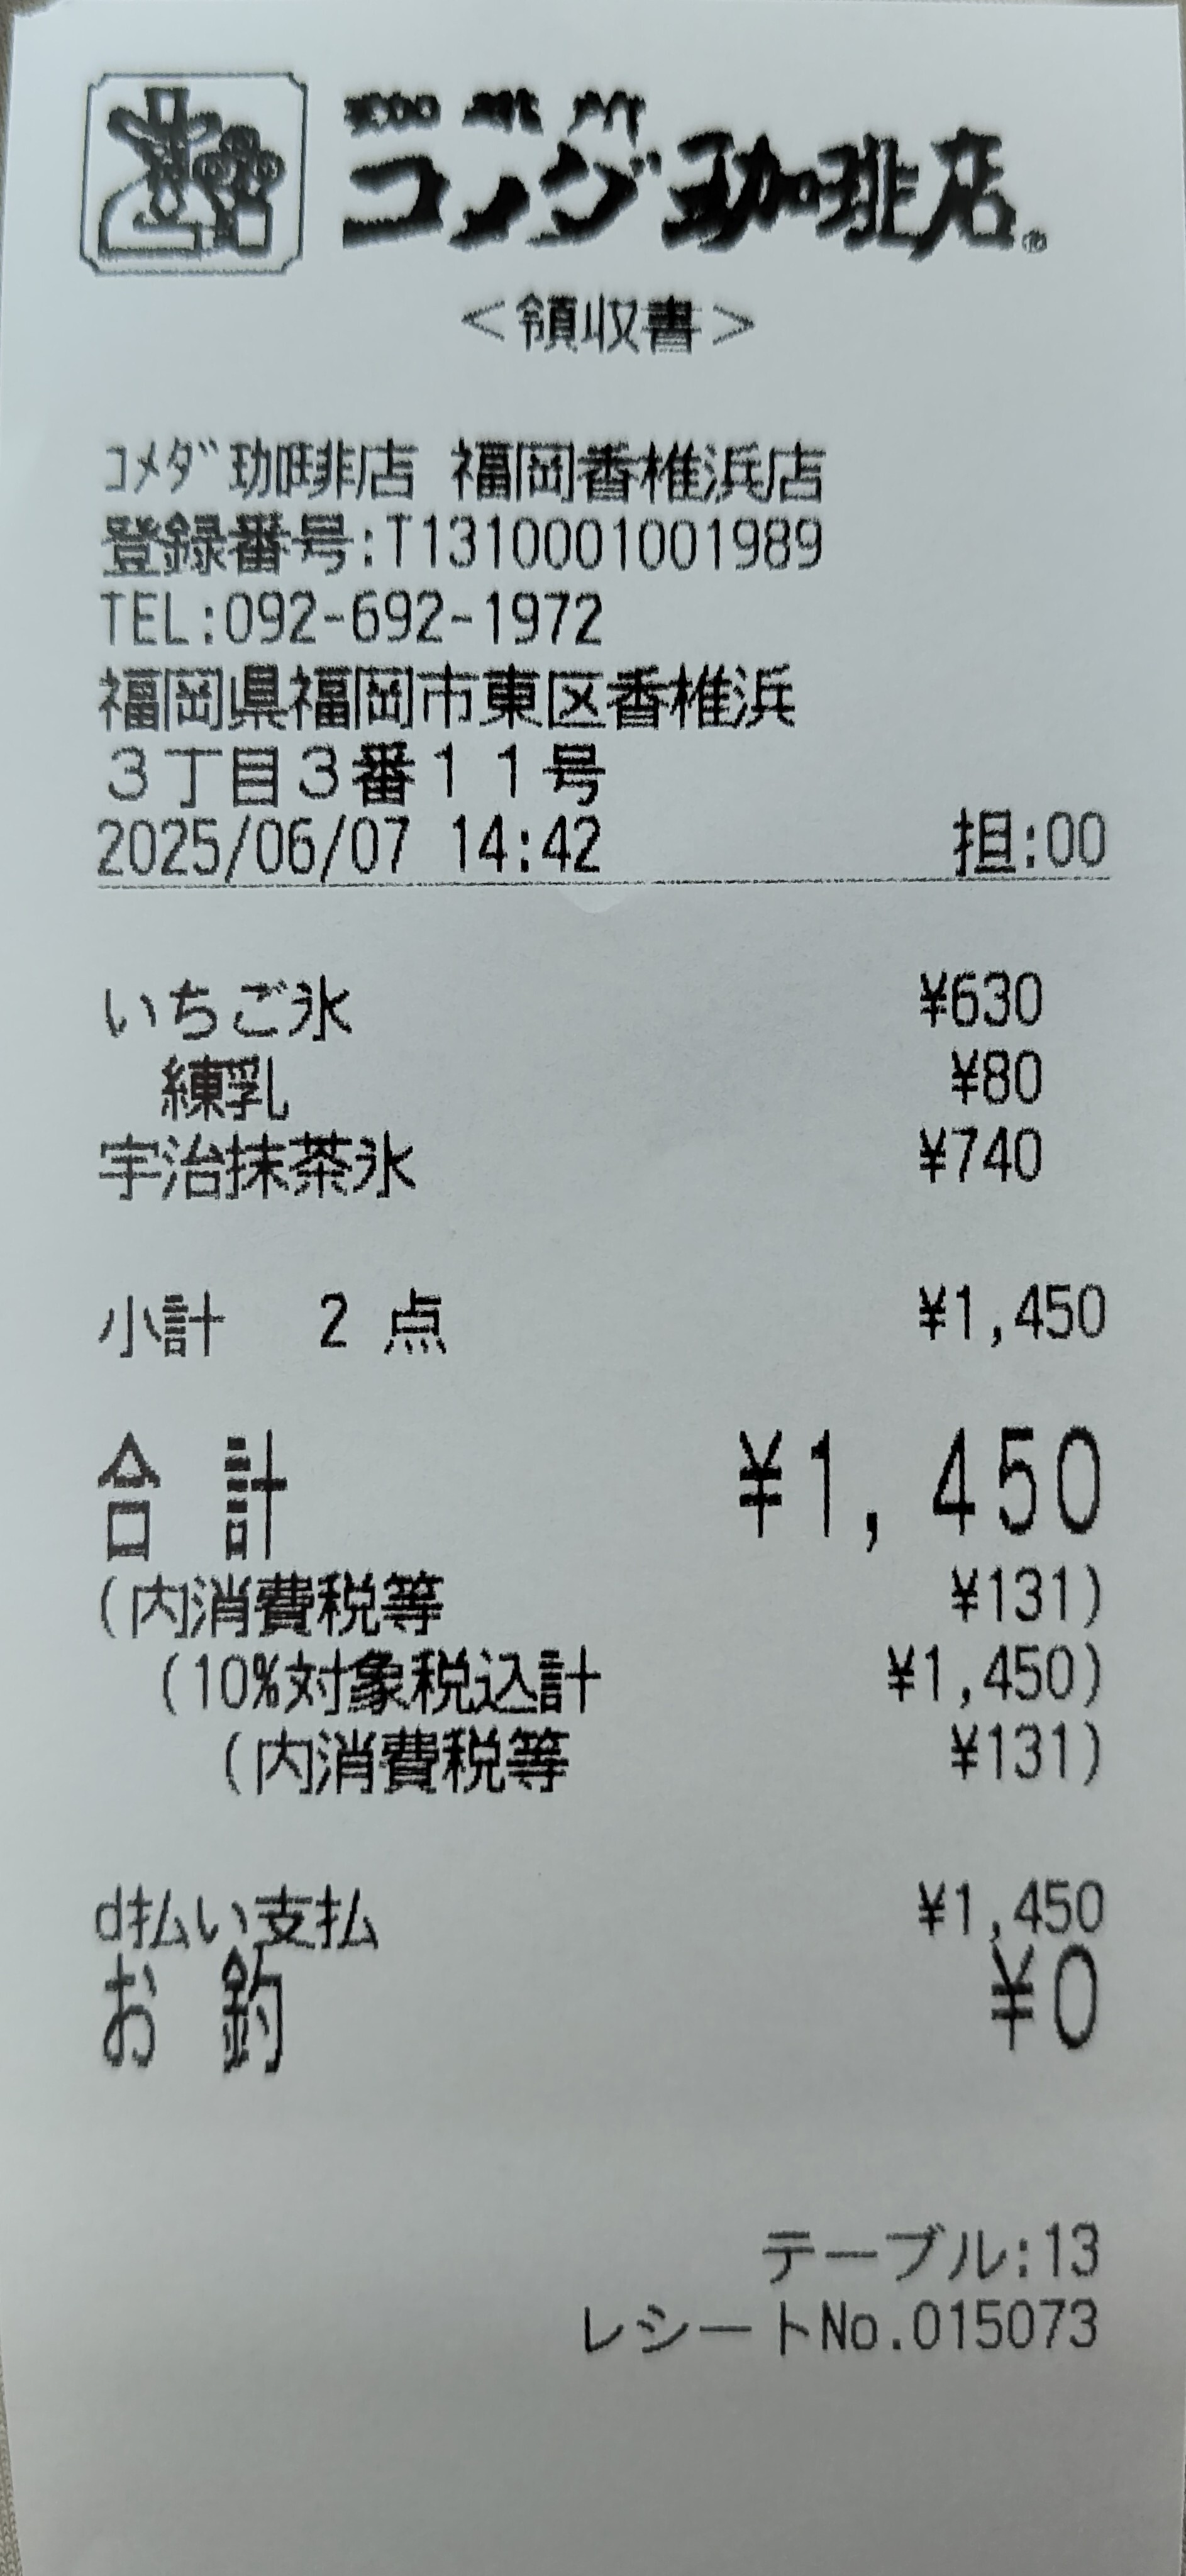 コメダ珈琲店®
<領収書>
コメダ珈琲店 福岡香椎浜店
登録番号:T1310001001989
TEL:092-692-1972
福岡県福岡市東区香椎浜
3丁目3番11号
2025/06/07 14:42 担:00
いちご氷 ¥630
練乳 ¥80
宇治抹茶氷 ¥740
小計 2 点 ¥1,450
合 計 ¥1,450
(内消費税等 ¥131)
(10%対象税込計 ¥1,450)
(内消費税等 ¥131)
d払い支払 ¥1,450
お 釣 ¥0
テーブル:13
レシートNo.015073